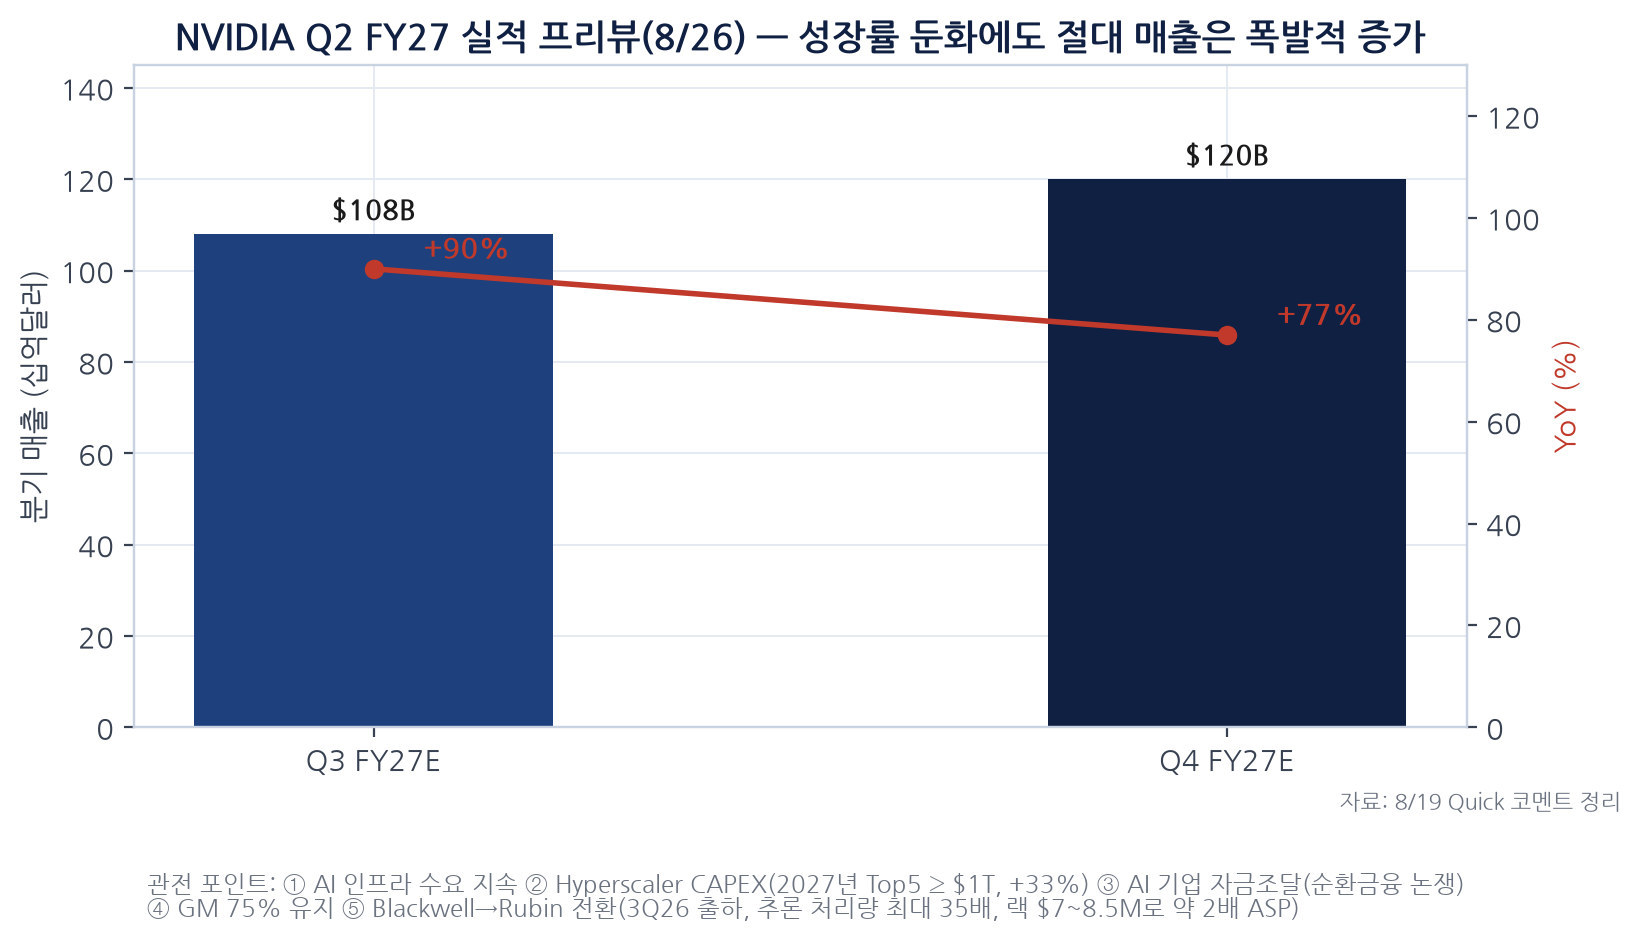 NVIDIA Q2 FY27 실적 프리뷰(8/26) — 성장률 둔화에도 절대 매출은 폭발적 증가
분기 매출 (십억달러)
140
120
100
80
60
40
20
0
$108B
+90%
$120B
+77%
120
100
80
60
40
20
0
YoY (%)
Q3 FY27E
Q4 FY27E
자료: 8/19 Quick 코멘트 정리
관전 포인트: ① AI 인프라 수요 지속 ② Hyperscaler CAPEX(2027년 Top5 ≥ $1T, +33%) ③ AI 기업 자금조달(순환금융 논쟁)
④ GM 75% 유지 ⑤ Blackwell→Rubin 전환(3Q26 출하, 추론 처리량 최대 35배, 랙 $7~8.5M로 약 2배 ASP)